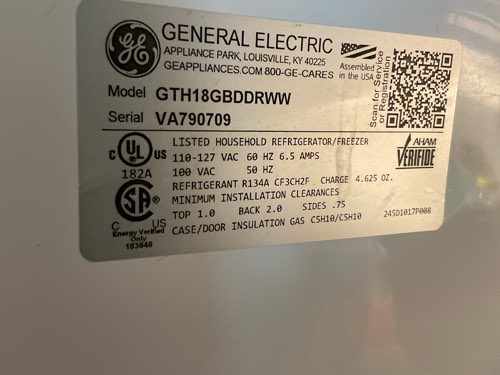 GE
GENERAL ELECTRIC
APPLIANCE PARK, LOUISVILLE, KY 40225
GEAPPLIANCES.COM 800-GE-CARES
Assembled
in the USA
Scan for Service
or Registration
Model GTH18GBDDRWW
Serial VA790709
C UL US
182A
LISTED HOUSEHOLD REFRIGERATOR/FREEZER
110-127 VAC 60 HZ 6.5 AMPS
100 VAC 50 HZ
AHAM
VERIFIDE
REFRIGERANT R134A CF3CH2F CHARGE 4.625 OZ.
MINIMUM INSTALLATION CLEARANCES
TOP 1.0 BACK 2.0 SIDES .75
CASE/DOOR INSULATION GAS C5H10/C5H10
245D1017P008
SA
C US
Energy Verified
Only
183848